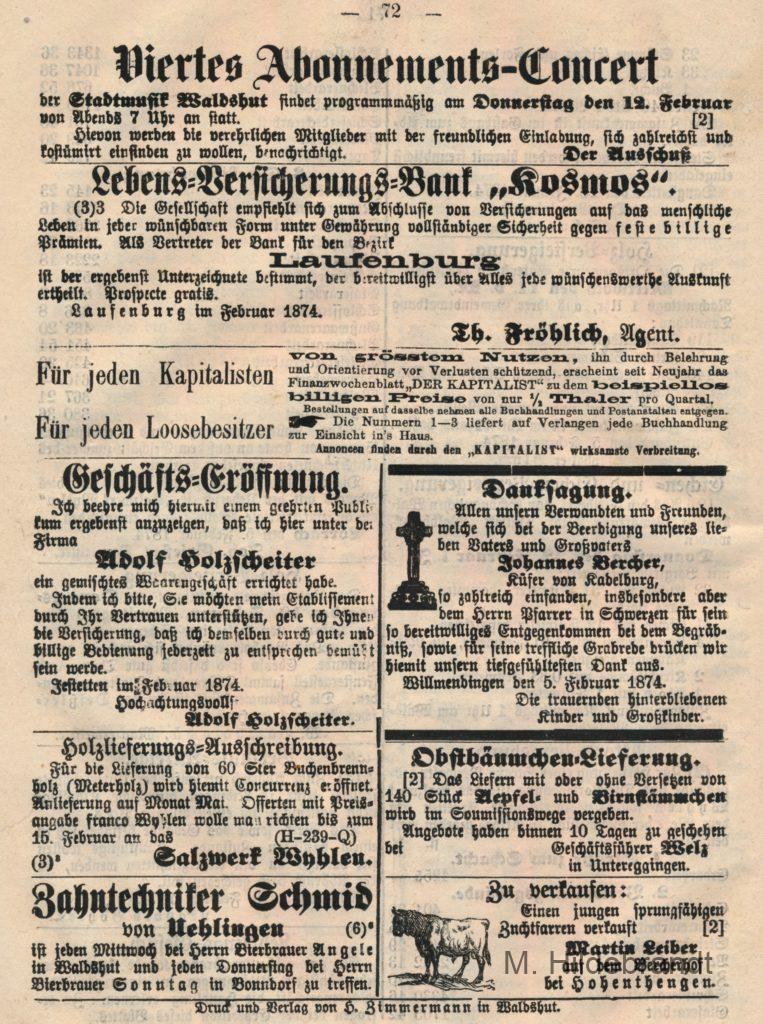 — 72 —
Viertes Abonnements-Concert
der Stadtmusik Waldshut findet programmmäßig am Donnerstag den 12. Februar
von Abends 7 Uhr an statt. [2]
Hievon werden die verehrlichen Mitglieder mit der freundlichen Einladung, sich zahlreichst und
kostümirt einfinden zu wollen, benachrichtigt. Der Ausschuß
Lebens-Versicherungs-Bank „Kosmos“.
(3)3 Die Gesellschaft empfiehlt sich zum Abschlusse von Versicherungen auf das menschliche
Leben in jeder wünschbaren Form unter Gewährung vollständiger Sicherheit gegen feste billige
Prämien. Als Vertreter der Bank für den Bezirk
Laufenburg
ist der ergebenst Unterzeichnete bestimmt, der bereitwilligst über Alles jede wünschenswerthe Auskunft
ertheilt. Prospecte gratis.
Laufenburg im Februar 1874.
Th. Fröhlich, Agent.
Für jeden Kapitalisten
Für jeden Loosebesitzer
von grösstem Nutzen, ihn durch Belehrung
und Orientierung vor Verlusten schützend, erscheint seit Neujahr das
Finanzwochenblatt „DER KAPITALIST“ zu dem beispiellos
billigen Preise von nur ½ Thaler pro Quartal.
Bestellungen auf dasselbe nehmen alle Buchhandlungen und Postanstalten entgegen.
Die Nummern 1—3 liefert auf Verlangen jede Buchhandlung
zur Einsicht in's Haus.
Annoncen finden durch den „KAPITALIST“ wirksamste Verbreitung.
Geschäfts-Eröffnung.
Ich beehre mich hiermit einem geehrten Publi-
kum ergebenst anzuzeigen, daß ich hier unter der
Firma
Adolf Holzscheiter
ein gemischtes Waarengeschäft errichtet habe.
Indem ich bitte, Sie möchten mein Etablissement
durch Ihr Vertrauen unterstützen, gebe ich Ihnen
die Versicherung, daß ich demselben durch gute und
billige Bedienung jederzeit zu entsprechen bemüht
sein werde.
Jestetten im Februar 1874.
Hochachtungsvollst
Adolf Holzscheiter.
Holzlieferungs-Ausschreibung.
Für die Lieferung von 60 Ster Buchenbrenn-
holz (Meterholz) wird hiemit Concurrenz eröffnet.
Anlieferung auf Monat Mai. Offerten mit Preis-
angabe franco Wyhlen wolle man richten bis zum
15. Februar an das (H-239-Q)
(3)² Salzwerk Wyhlen.
Zahntechniker Schmid
von Uehlingen (6)⁶
ist jeden Mittwoch bei Herrn Bierbrauer Angele
in Waldshut und jeden Donnerstag bei Herrn
Bierbrauer Sonntag in Bonndorf zu treffen.
Danksagung.
Allen unsern Verwandten und Freunden,
welche sich bei der Beerdigung unseres lie-
ben Vaters und Großvaters
Johannes Bercher,
Küfer von Kadelburg,
so zahlreich einfanden, insbesondere aber
dem Herrn Pfarrer in Schwerzen für sein
so bereitwilliges Entgegenkommen bei dem Begräb-
niß, sowie für seine treffliche Grabrede drücken wir
hiemit unsern tiefgefühltesten Dank aus.
Willmendingen den 5. Februar 1874.
Die trauernden hinterbliebenen
Kinder und Großkinder.
Obstbäumchen-Lieferung.
[2] Das Liefern mit oder ohne Versetzen von
140 Stück Aepfel- und Birnstämmchen
wird im Soumissionswege vergeben.
Angebote haben binnen 10 Tagen zu geschehen
bei Geschäftsführer Welz
in Untereggingen.
Zu verkaufen:
Einen jungen sprungfähigen
Zuchtfarren verkauft [2]
Martin Leiber
auf dem Bercherhof
bei Hohenthengen.
M. Hildebrandt
Druck und Verlag von H. Zimmermann in Waldshut.